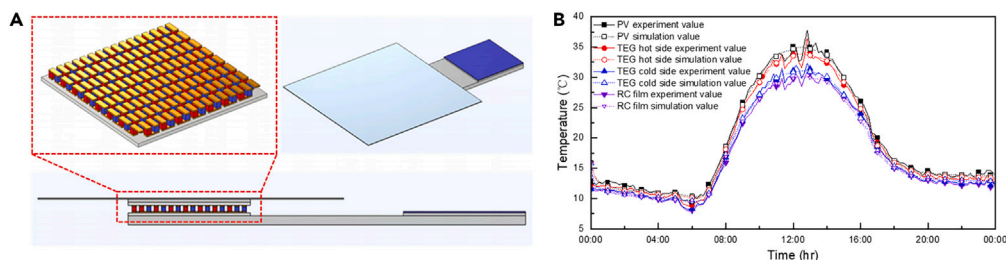 A
B
PV experiment value
PV simulation value
TEG hot side experiment value
TEG hot side simulation value
TEG cold side experiment value
TEG cold side simulation value
RC film experiment value
RC film simulation value
40
35
30
25
20
15
10
5
Temperature (℃)
00:00 04:00 08:00 12:00 16:00 20:00 00:00
Time (hr)